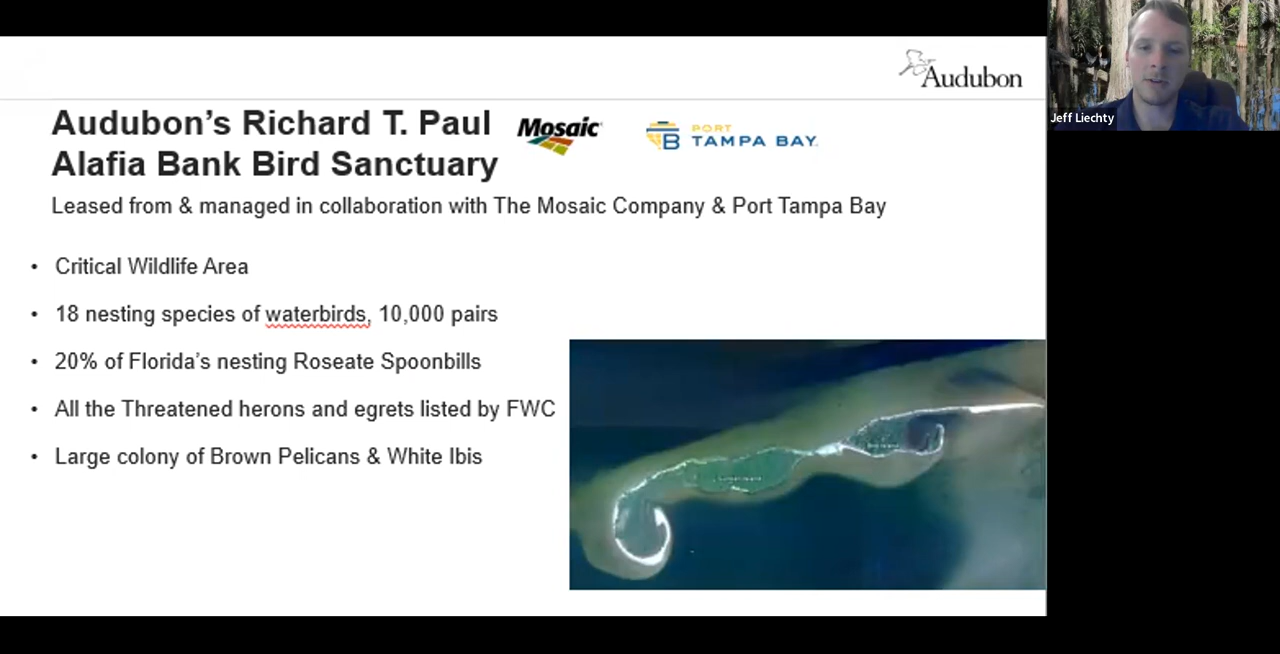 Audubon
Jeff Liechty
Audubon's Richard T. Paul
Alafia Bank Bird Sanctuary
Mosaic
PORT
TAMPA BAY
Leased from & managed in collaboration with The Mosaic Company & Port Tampa Bay
• Critical Wildlife Area
• 18 nesting species of waterbirds, 10,000 pairs
• 20% of Florida's nesting Roseate Spoonbills
• All the Threatened herons and egrets listed by FWC
• Large colony of Brown Pelicans & White Ibis